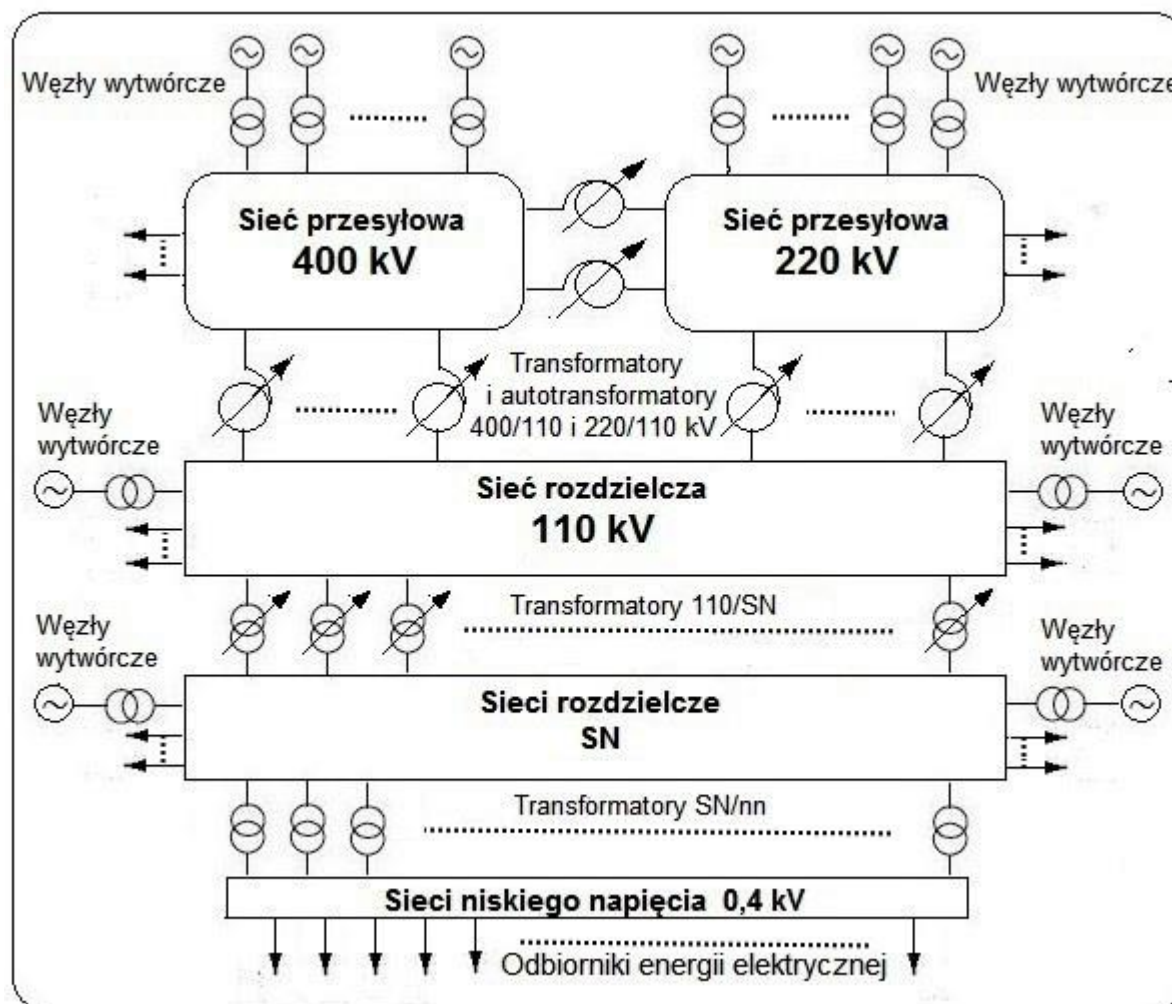 Węzły wytwórcze
Węzły wytwórcze
Sieć przesyłowa
400 kV
Sieć przesyłowa
220 kV
Transformatory
i autotransformatory
400/110 i 220/110 kV
Węzły
wytwórcze
Węzły
wytwórcze
Sieć rozdzielcza
110 kV
Transformatory 110/SN
Węzły
wytwórcze
Węzły
wytwórcze
Sieci rozdzielcze
SN
Transformatory SN/nn
Sieci niskiego napięcia 0,4 kV
Odbiorniki energii elektrycznej